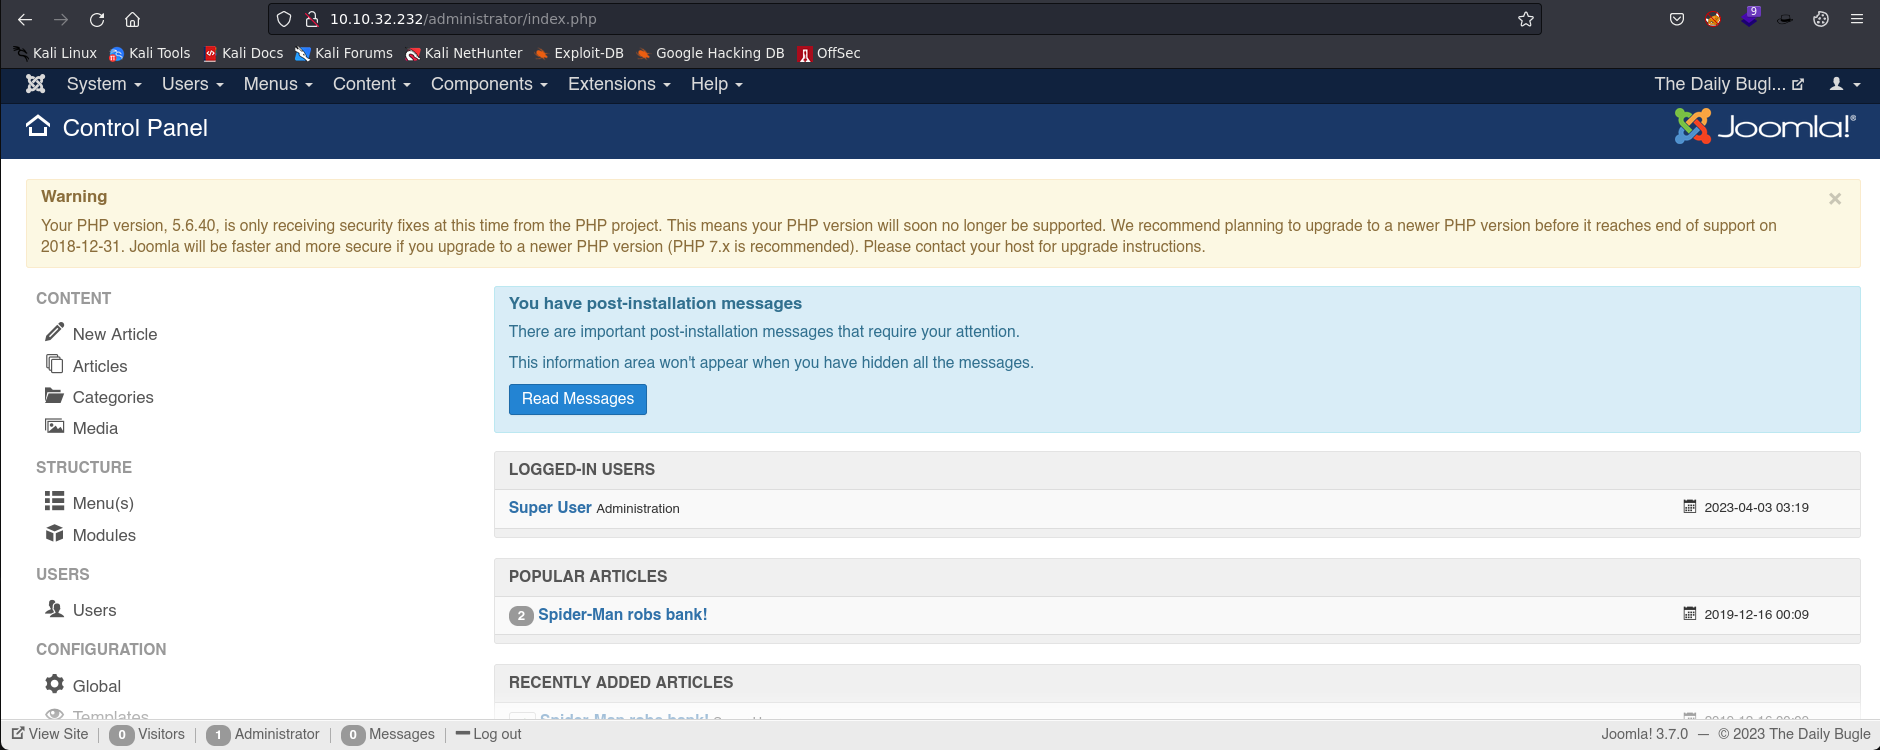 10.10.32.232/administrator/index.php
9
Kali Linux Kali Tools Kali Docs Kali Forums Kali NetHunter Exploit-DB Google Hacking DB OffSec
System Users Menus Content Components Extensions Help The Daily Bugl...
Control Panel Joomla!®
Warning
Your PHP version, 5.6.40, is only receiving security fixes at this time from the PHP project. This means your PHP version will soon no longer be supported. We recommend planning to upgrade to a newer PHP version before it reaches end of support on
2018-12-31. Joomla will be faster and more secure if you upgrade to a newer PHP version (PHP 7.x is recommended). Please contact your host for upgrade instructions.
CONTENT
New Article
Articles
Categories
Media
STRUCTURE
Menu(s)
Modules
USERS
Users
CONFIGURATION
Global
Templates
You have post-installation messages
There are important post-installation messages that require your attention.
This information area won't appear when you have hidden all the messages.
Read Messages
LOGGED-IN USERS
Super User Administration 2023-04-03 03:19
POPULAR ARTICLES
2 Spider-Man robs bank! 2019-12-16 00:09
RECENTLY ADDED ARTICLES
Spider-Man robs bank!
View Site 0 Visitors 1 Administrator 0 Messages Log out Joomla! 3.7.0 — © 2023 The Daily Bugle